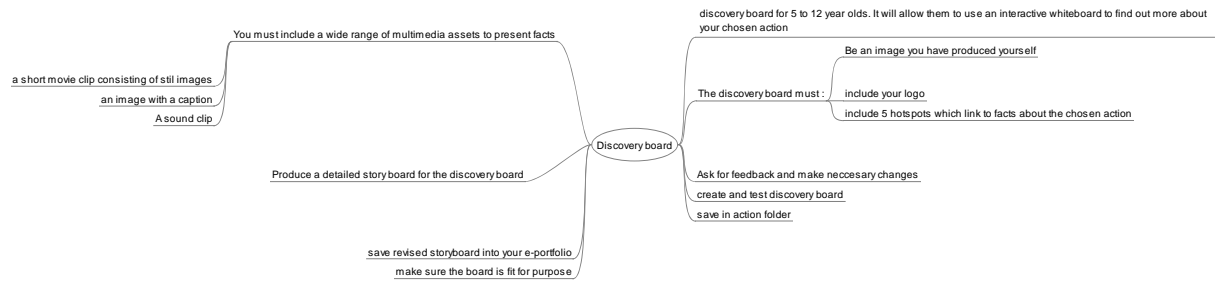 You must include a wide range of multimedia assets to present facts
a short movie clip consisting of stil images
an image with a caption
A sound clip
Produce a detailed story board for the discovery board
save revised storyboard into your e-portfolio
make sure the board is fit for purpose
Discovery board
discovery board for 5 to 12 year olds. It will allow them to use an interactive whiteboard to find out more about
your chosen action
The discovery board must :
Be an image you have produced yourself
include your logo
include 5 hotspots which link to facts about the chosen action
Ask for feedback and make neccesary changes
create and test discovery board
save in action folder